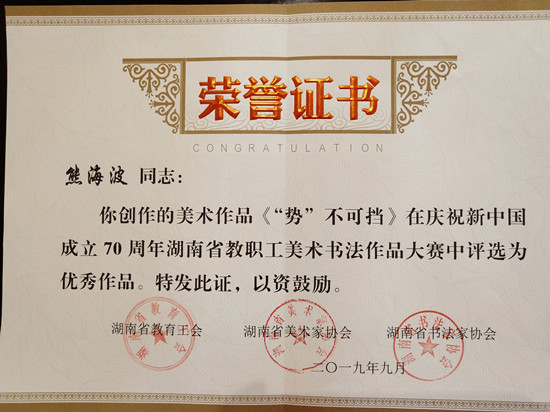 荣誉证书
CONGRATULATION
熊海波 同志：
你创作的美术作品《“势”不可挡》在庆祝新中国
成立 70 周年湖南省教职工美术书法作品大赛中评选为
优秀作品。特发此证，以资鼓励。
湖南省教育工会 湖南省美术家协会 湖南省书法家协会
二〇一九年九月